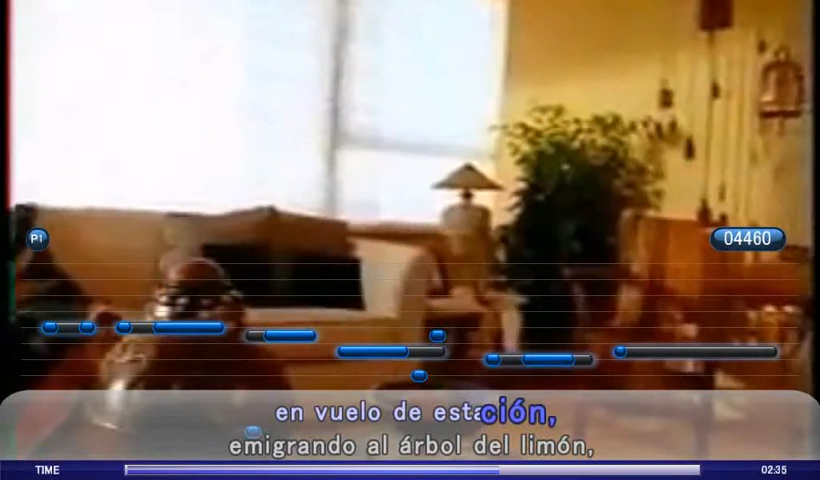 P1
04460
en vuelo de estación,
emigrando al árbol del limón,
TIME
02:35